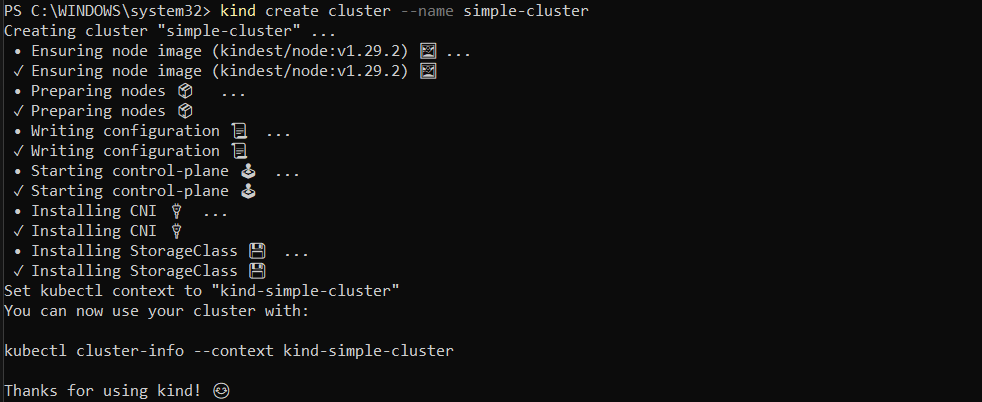 PS C:\WINDOWS\system32> kind create cluster --name simple-cluster
Creating cluster "simple-cluster" ...
• Ensuring node image (kindest/node:v1.29.2) 🖼 ...
✓ Ensuring node image (kindest/node:v1.29.2) 🖼
• Preparing nodes 📦 ...
✓ Preparing nodes 📦
• Writing configuration 📜 ...
✓ Writing configuration 📜
• Starting control-plane 🕹 ...
✓ Starting control-plane 🕹
• Installing CNI 🔌 ...
✓ Installing CNI 🔌
• Installing StorageClass 💾 ...
✓ Installing StorageClass 💾
Set kubectl context to "kind-simple-cluster"
You can now use your cluster with:
kubectl cluster-info --context kind-simple-cluster
Thanks for using kind! 😊